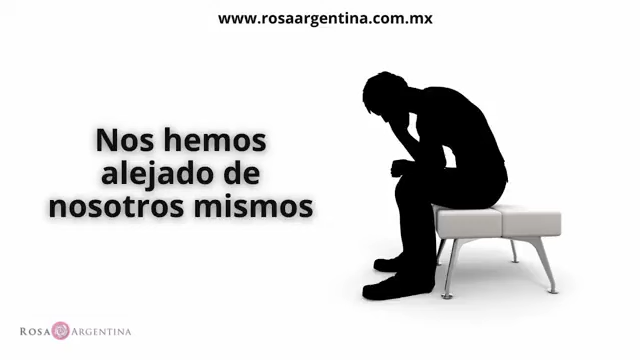 www.rosaargentina.com.mx
Nos hemos
alejado de
nosotros mismos
ROSA ARGENTINA